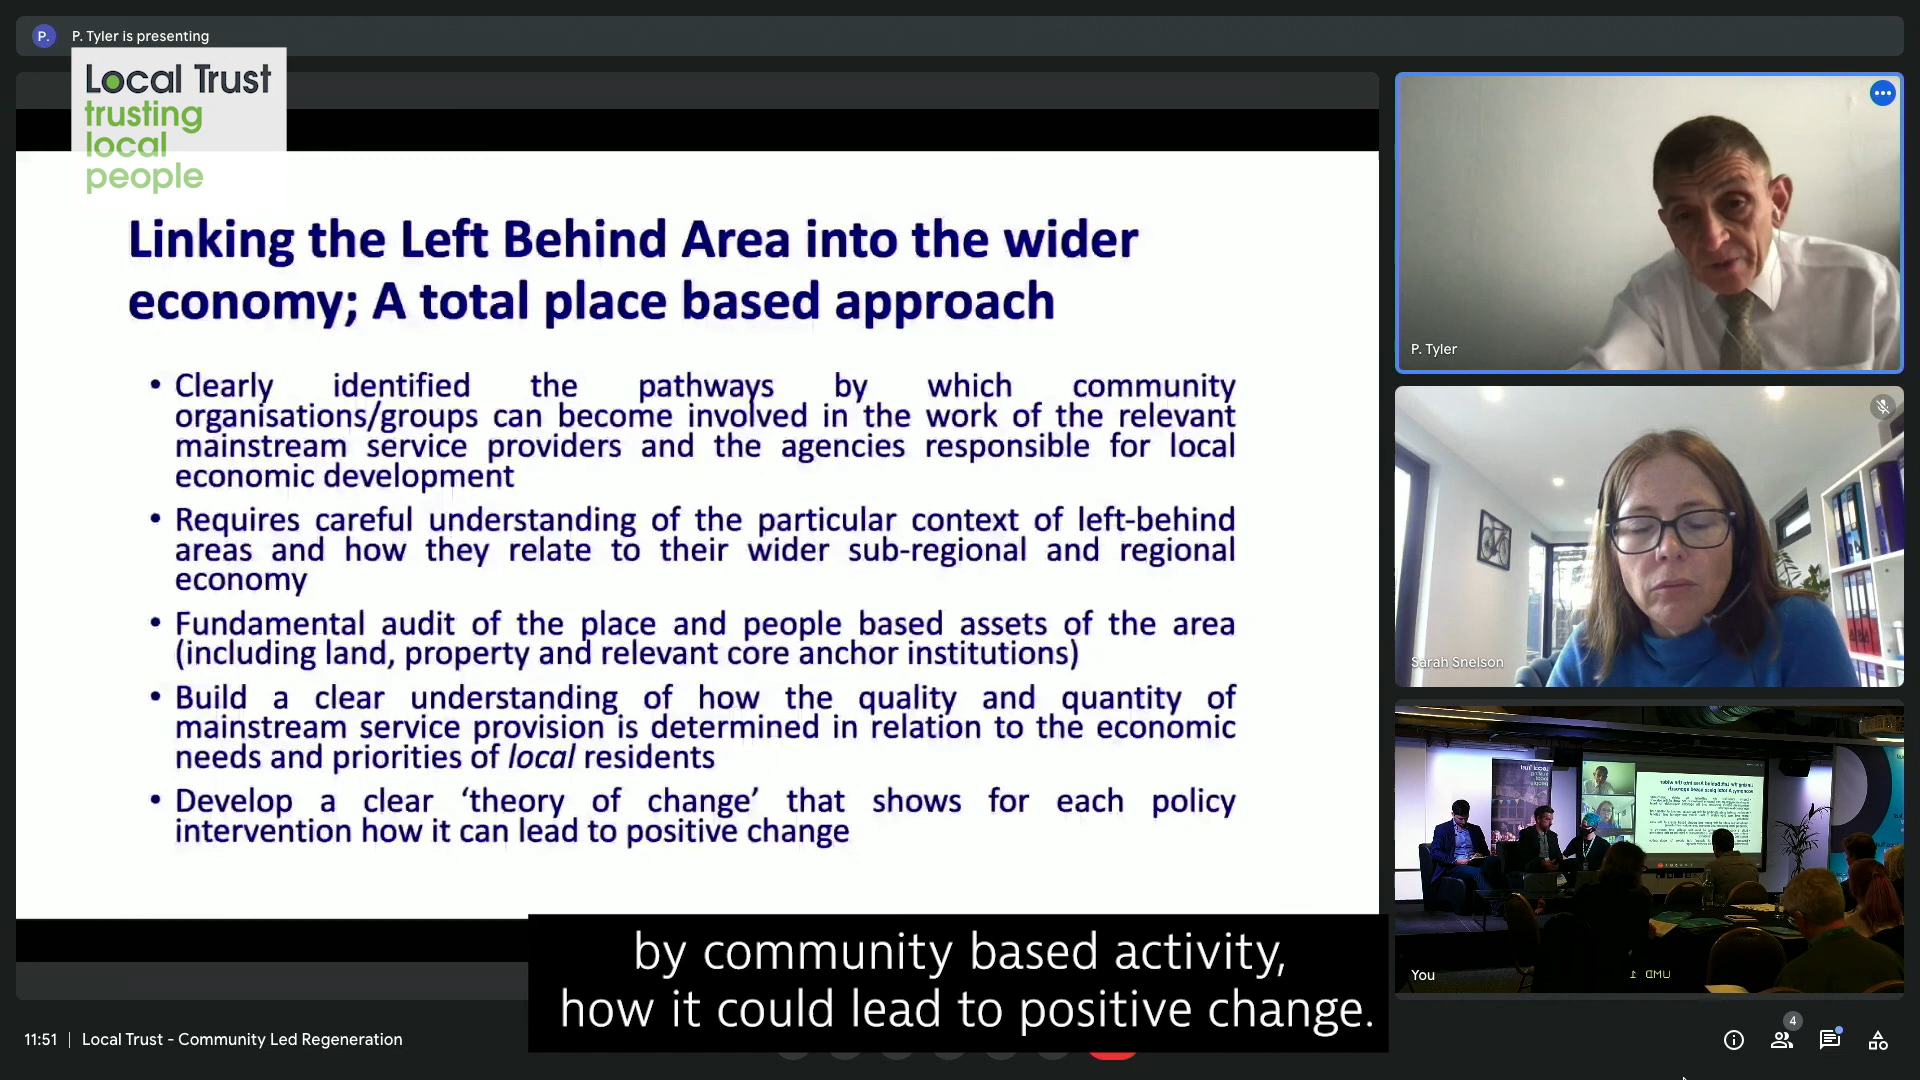 P. P. Tyler is presenting
Local Trust
trusting
local
people
Linking the Left Behind Area into the wider
economy; A total place based approach
• Clearly identified the pathways by which community
organisations/groups can become involved in the work of the relevant
mainstream service providers and the agencies responsible for local
economic development
• Requires careful understanding of the particular context of left-behind
areas and how they relate to their wider sub-regional and regional
economy
• Fundamental audit of the place and people based assets of the area
(including land, property and relevant core anchor institutions)
• Build a clear understanding of how the quality and quantity of
mainstream service provision is determined in relation to the economic
needs and priorities of local residents
• Develop a clear ‘theory of change’ that shows for each policy
intervention how it can lead to positive change
P. Tyler
Sarah Snelson
You
by community based activity,
how it could lead to positive change.
11:51 | Local Trust - Community Led Regeneration
4